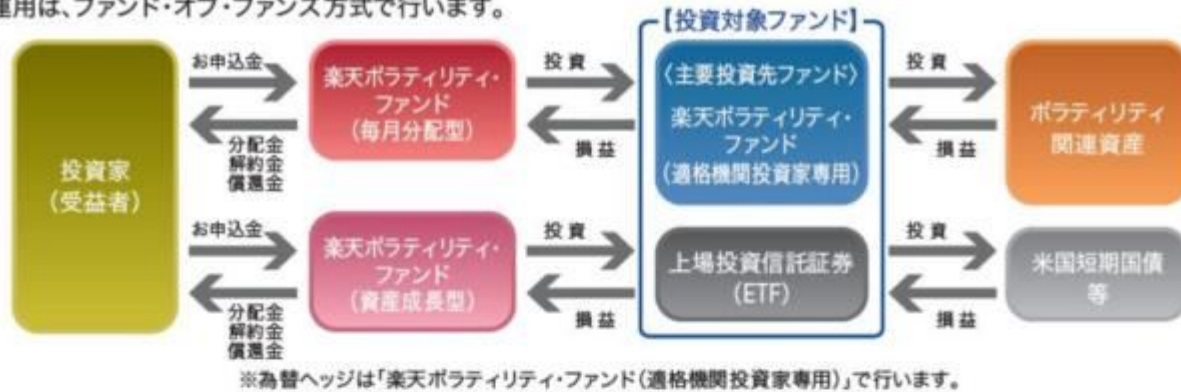 運用は、ファンド・オブ・ファンズ方式で行います。
【投資対象ファンド】
投資家
（受益者）
お申込金
分配金
解約金
償還金
楽天ボラティリティ・
ファンド
（毎月分配型）
投資
損益
〈主要投資先ファンド〉
楽天ボラティリティ・
ファンド
（適格機関投資家専用）
投資
損益
ボラティリティ
関連資産
お申込金
分配金
解約金
償還金
楽天ボラティリティ・
ファンド
（資産成長型）
投資
損益
上場投資信託証券
（ETF）
投資
損益
米国短期国債
等
※為替ヘッジは「楽天ボラティリティ・ファンド（適格機関投資家専用）」で行います。